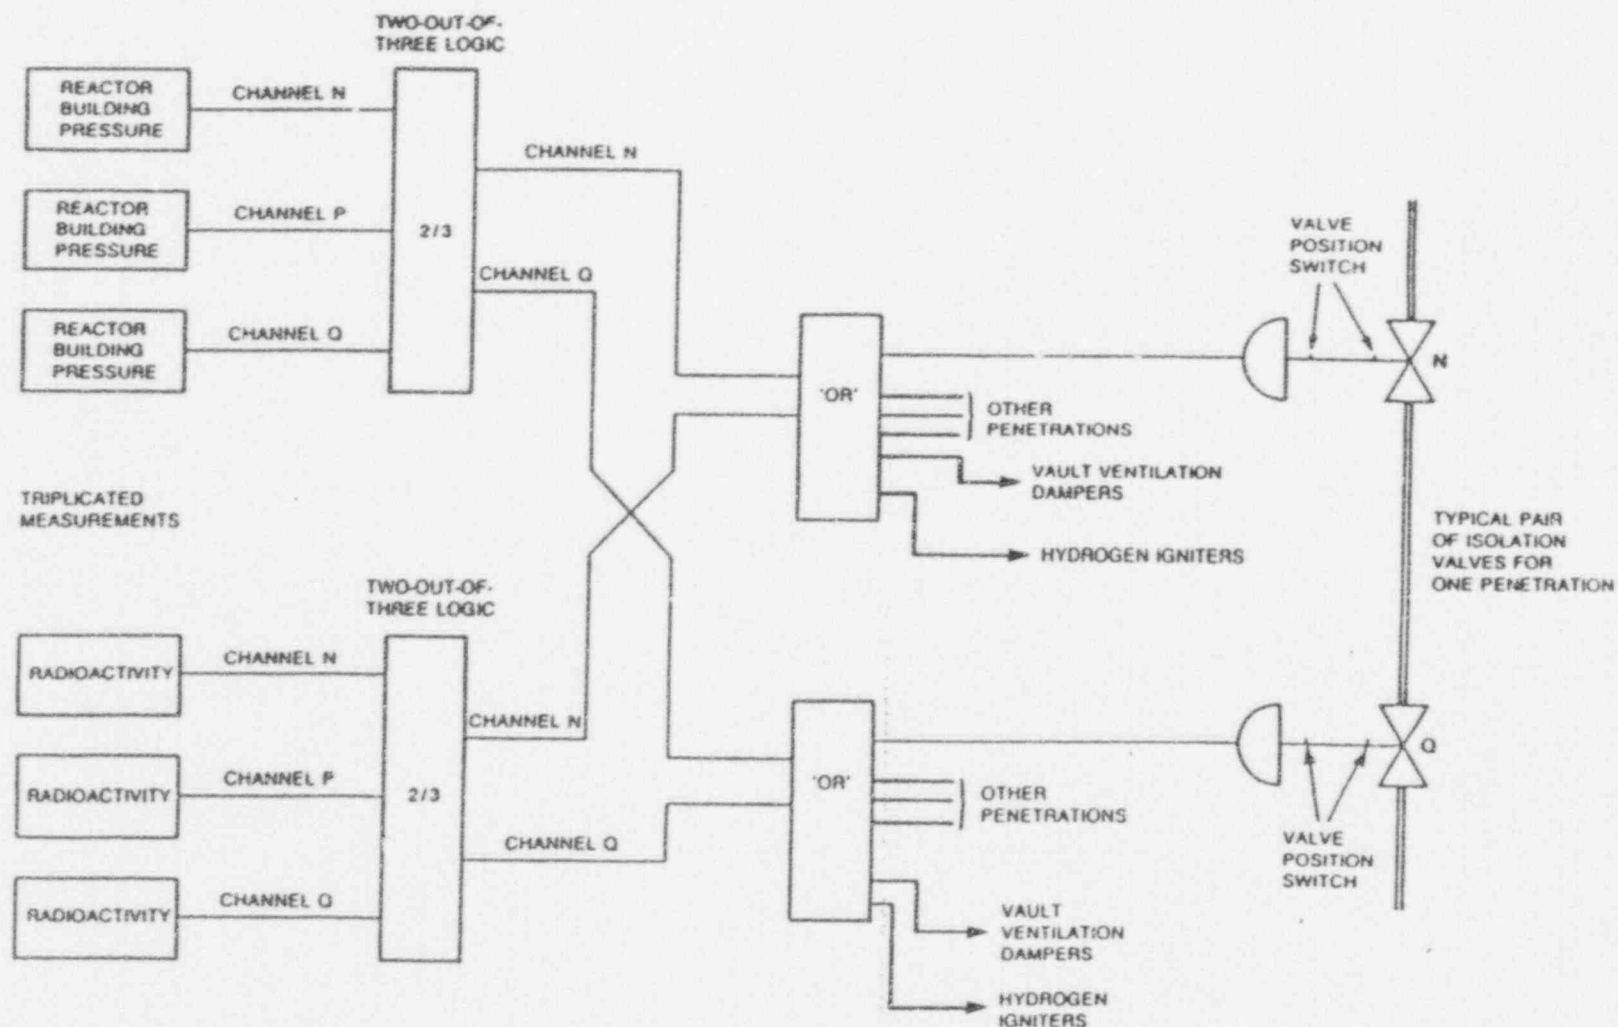 TWO-OUT-OF-
THREE LOGIC
REACTOR
BUILDING
PRESSURE
CHANNEL N
REACTOR
BUILDING
PRESSURE
CHANNEL P
REACTOR
BUILDING
PRESSURE
CHANNEL Q
2/3
CHANNEL N
CHANNEL Q
'OR'
OTHER
PENETRATIONS
VAULT VENTILATION
DAMPERS
HYDROGEN IGNITERS
VALVE
POSITION
SWITCH
N
TRIPLICATED
MEASUREMENTS
TYPICAL PAIR
OF ISOLATION
VALVES FOR
ONE PENETRATION
TWO-OUT-OF-
THREE LOGIC
RADIOACTIVITY
CHANNEL N
RADIOACTIVITY
CHANNEL P
RADIOACTIVITY
CHANNEL Q
2/3
CHANNEL N
CHANNEL Q
'OR'
OTHER
PENETRATIONS
VAULT
VENTILATION
DAMPERS
HYDROGEN
IGNITERS
Q
VALVE
POSITION
SWITCH